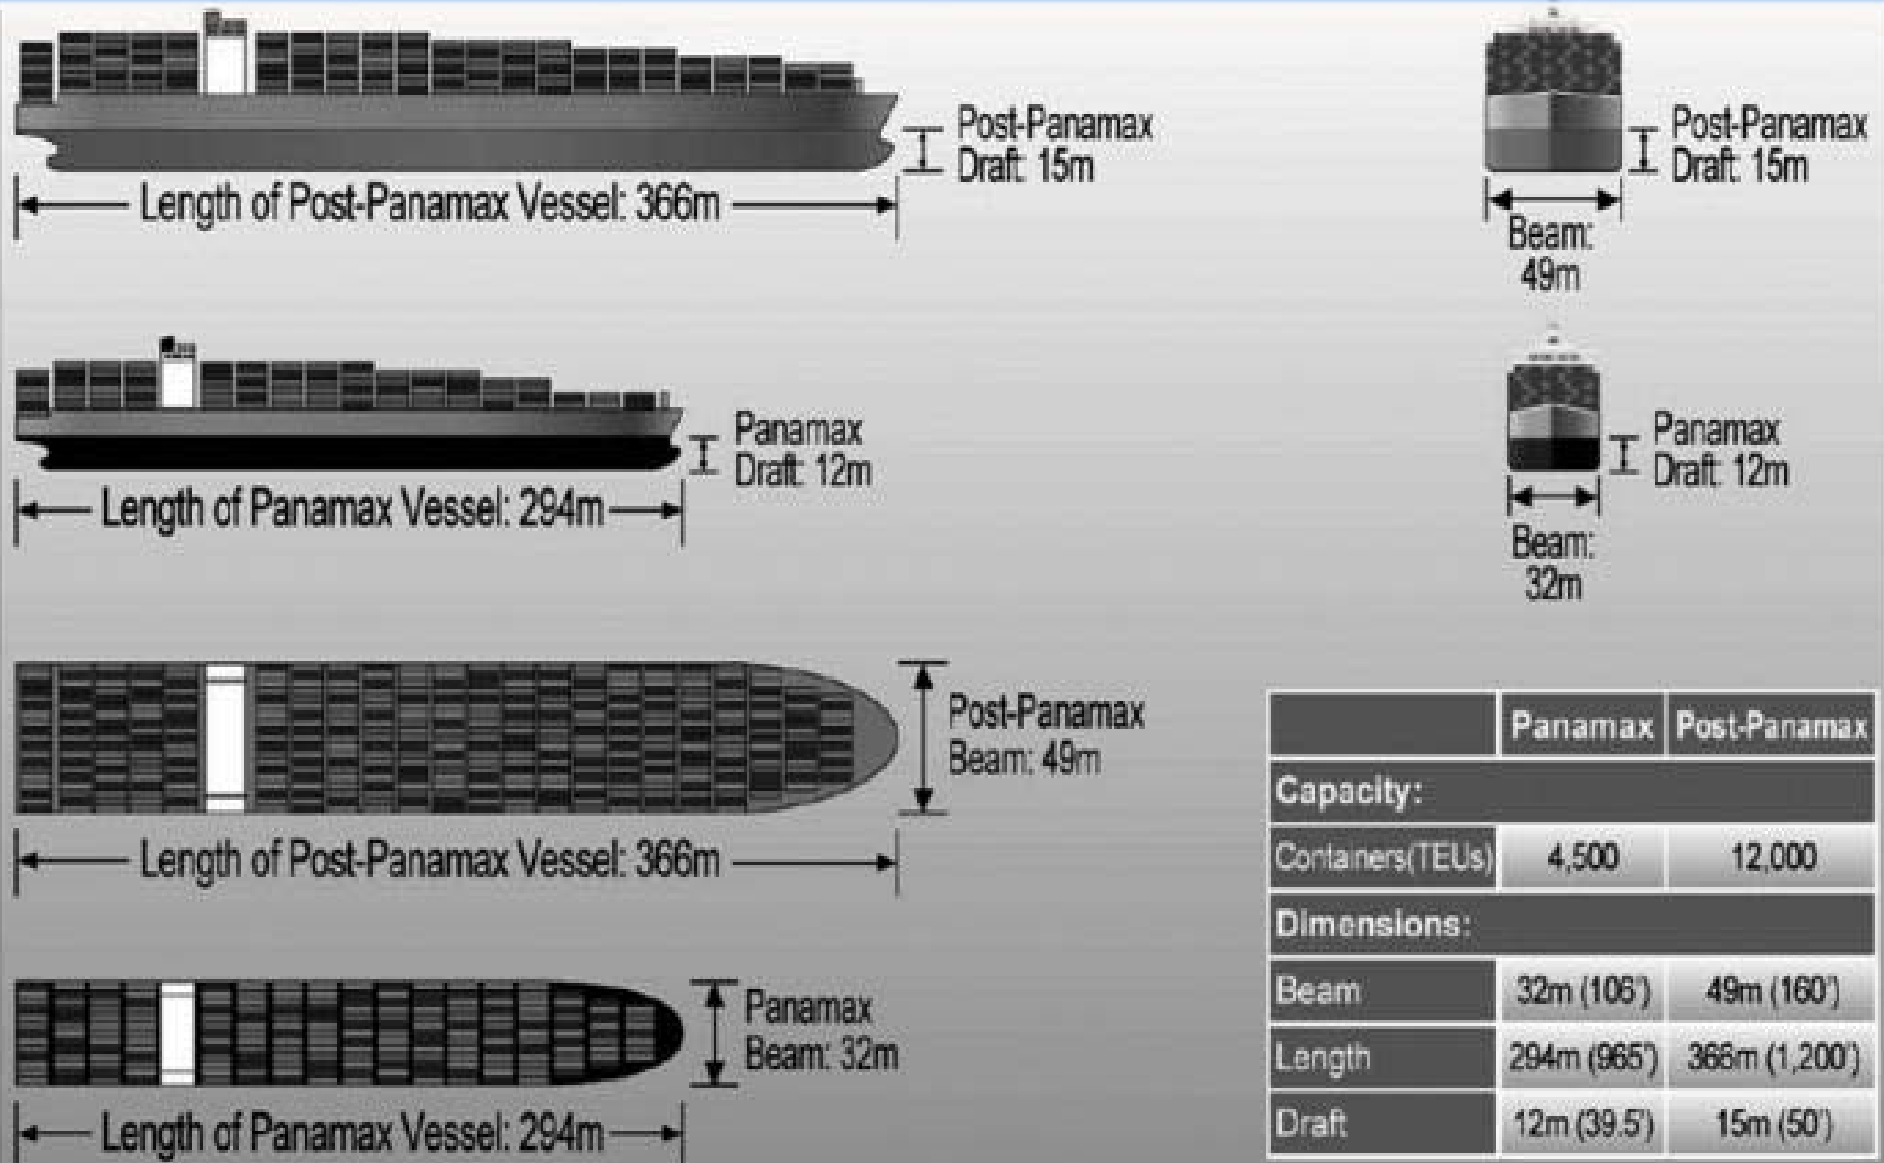 Post-Panamax
Draft: 15m
Length of Post-Panamax Vessel: 366m
Post-Panamax
Draft: 15m
Beam:
49m
Panamax
Draft: 12m
Length of Panamax Vessel: 294m
Panamax
Draft: 12m
Beam:
32m
Post-Panamax
Beam: 49m
Length of Post-Panamax Vessel: 366m
Panamax
Beam: 32m
Length of Panamax Vessel: 294m
Panamax Post-Panamax
Capacity:
Containers(TEUs) 4,500 12,000
Dimensions:
Beam 32m (106') 49m (160')
Length 294m (965') 366m (1,200')
Draft 12m (39.5') 15m (50')